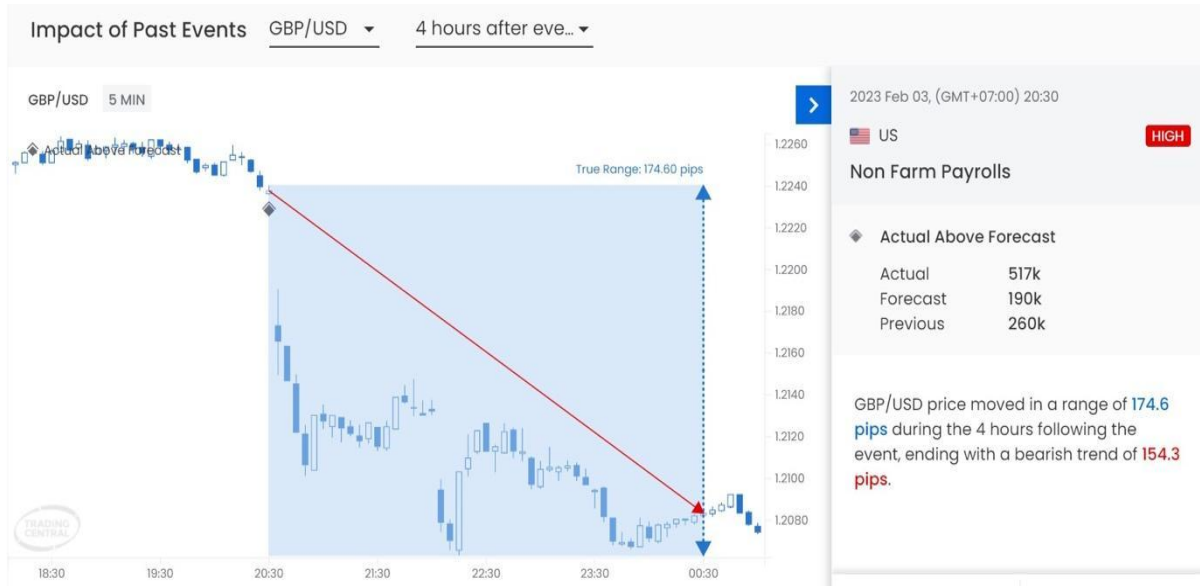 Impact of Past Events GBP/USD 4 hours after eve...
GBP/USD 5 MIN
Actual Above Forecast
True Range: 174.60 pips
1.2260
1.2240
1.2220
1.2200
1.2180
1.2160
1.2140
1.2120
1.2100
1.2080
TRADING
CENTRAL
18:30 19:30 20:30 21:30 22:30 23:30 00:30
2023 Feb 03, (GMT+07:00) 20:30
US HIGH
Non Farm Payrolls
Actual Above Forecast
Actual 517k
Forecast 190k
Previous 260k
GBP/USD price moved in a range of 174.6
pips during the 4 hours following the
event, ending with a bearish trend of 154.3
pips.